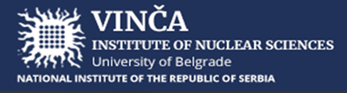 VINČA
INSTITUTE OF NUCLEAR SCIENCES
University of Belgrade
NATIONAL INSTITUTE OF THE REPUBLIC OF SERBIA